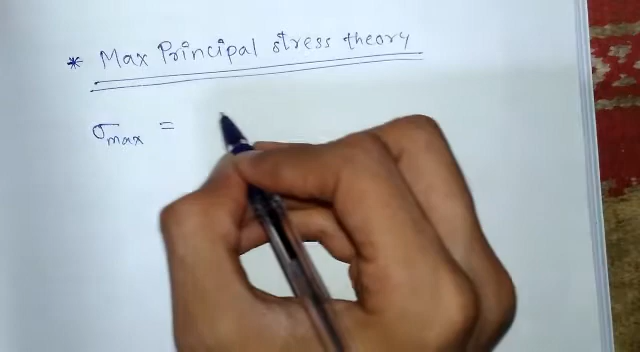 * Max Principal stress theory
σmax =